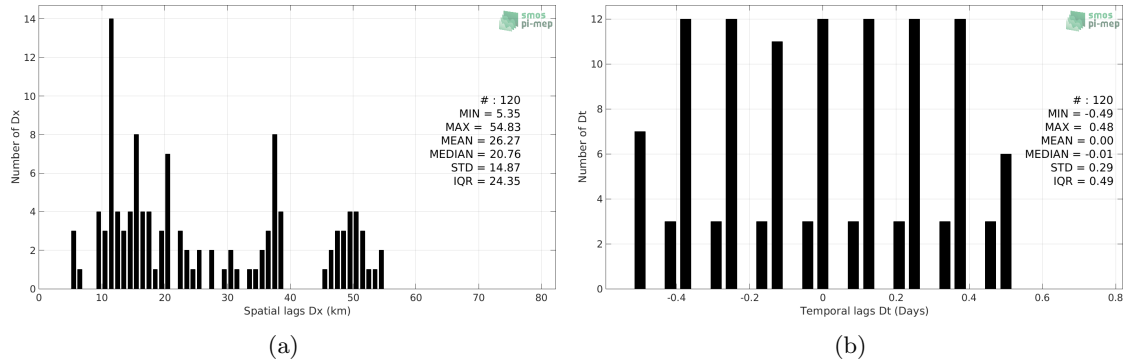 smos
pi-mep
14
12
10
8
6
4
2
0
Number of Dx
# : 120
MIN = 5.35
MAX = 54.83
MEAN = 26.27
MEDIAN = 20.76
STD = 14.87
IQR = 24.35
0 10 20 30 40 50 60 70 80
Spatial lags Dx (km)
(a)
smos
pi-mep
12
10
8
6
4
2
0
Number of Dt
# : 120
MIN = -0.49
MAX = 0.48
MEAN = 0.00
MEDIAN = -0.01
STD = 0.29
IQR = 0.49
-0.4 -0.2 0 0.2 0.4 0.6 0.8
Temporal lags Dt (Days)
(b)